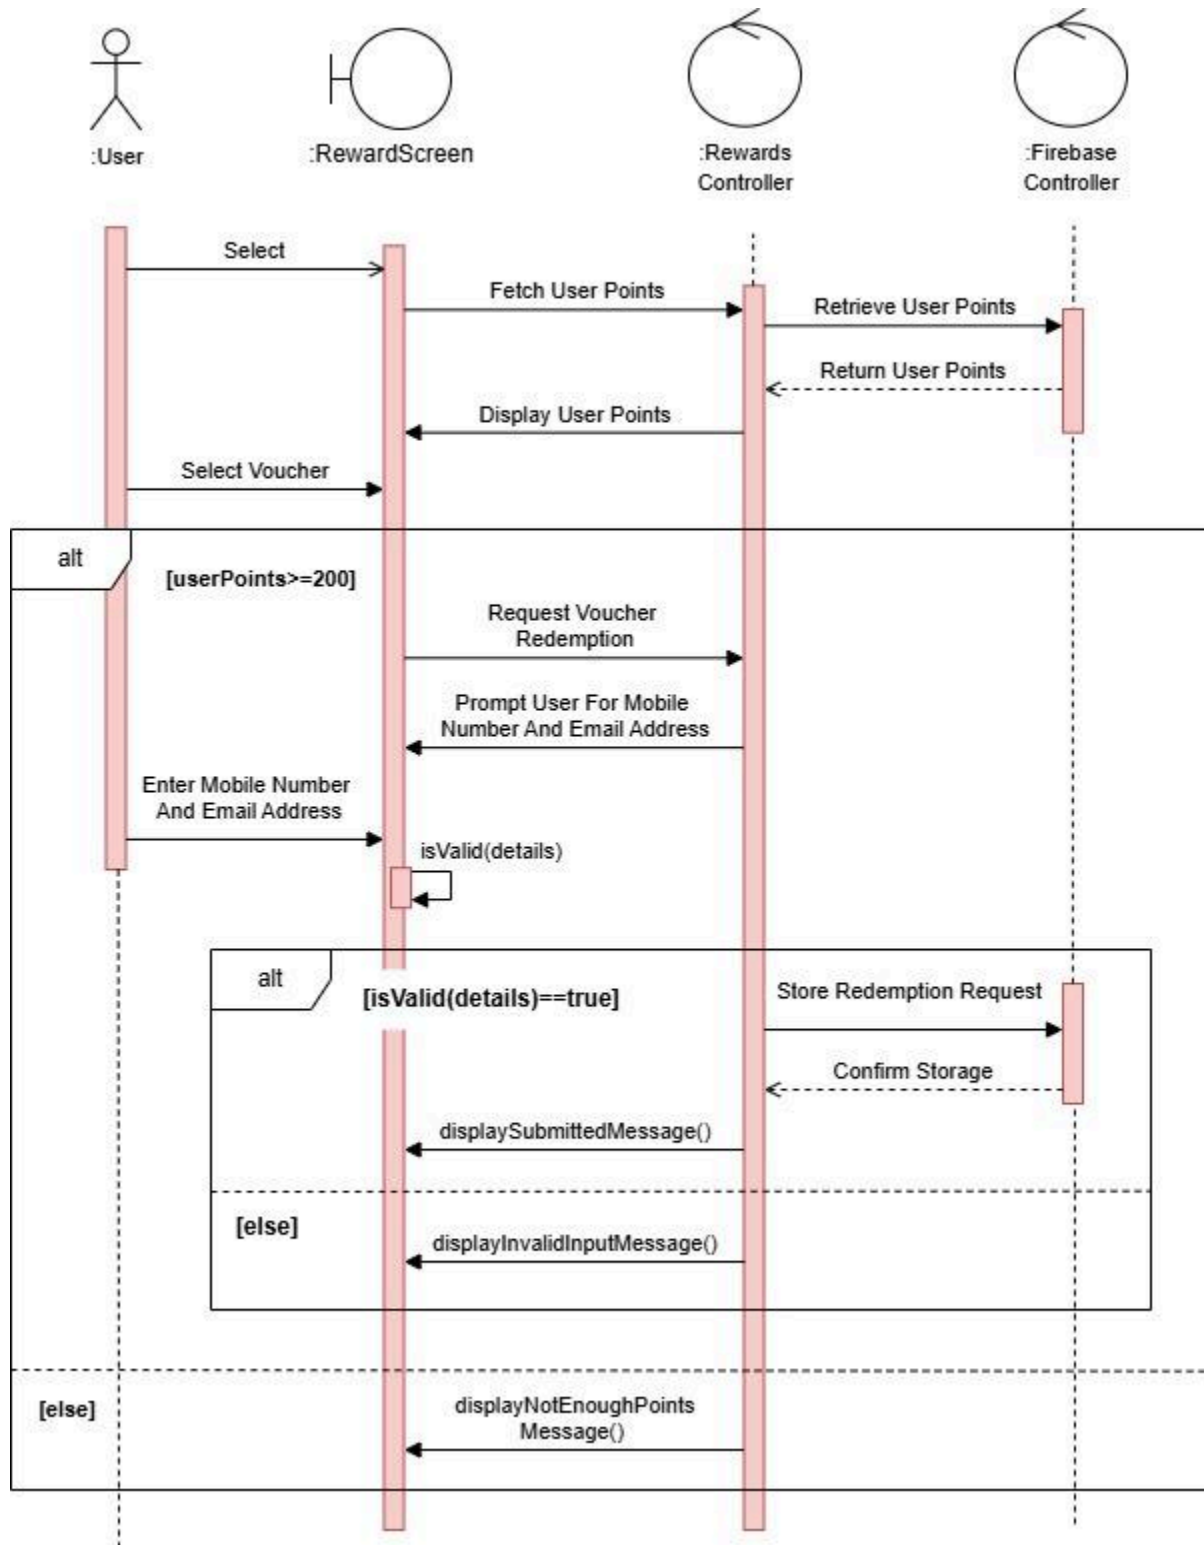 :User
:RewardScreen
:Rewards
Controller
:Firebase
Controller
Select
Fetch User Points
Retrieve User Points
Return User Points
Display User Points
Select Voucher
alt
[userPoints>=200]
Request Voucher
Redemption
Prompt User For Mobile
Number And Email Address
Enter Mobile Number
And Email Address
isValid(details)
alt
[isValid(details)==true]
Store Redemption Request
Confirm Storage
displaySubmittedMessage()
[else]
displayInvalidInputMessage()
[else]
displayNotEnoughPoints
Message()